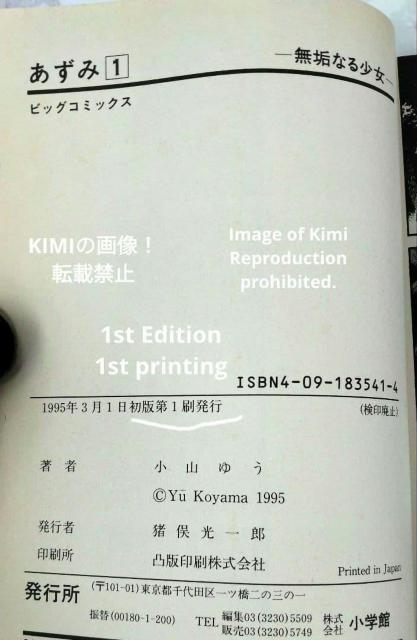 あずみ 1
―無垢なる少女―
ビッグコミックス
KIMIの画像！
転載禁止
Image of Kimi
Reproduction
prohibited.
1st Edition
1st printing
ISBN4-09-183541-4
1995年3月1日初版第1刷発行
(検印廃止)
著者 小山ゆう
©Yū Koyama 1995
発行者 猪俣光一郎
印刷所 凸版印刷株式会社
Printed in Japan
発行所 (〒101-01)東京都千代田区一ツ橋二の三の一
振替(00180-1-200) TEL 編集03(3230)5509
販売03(3230)5749
株式会社 小学館